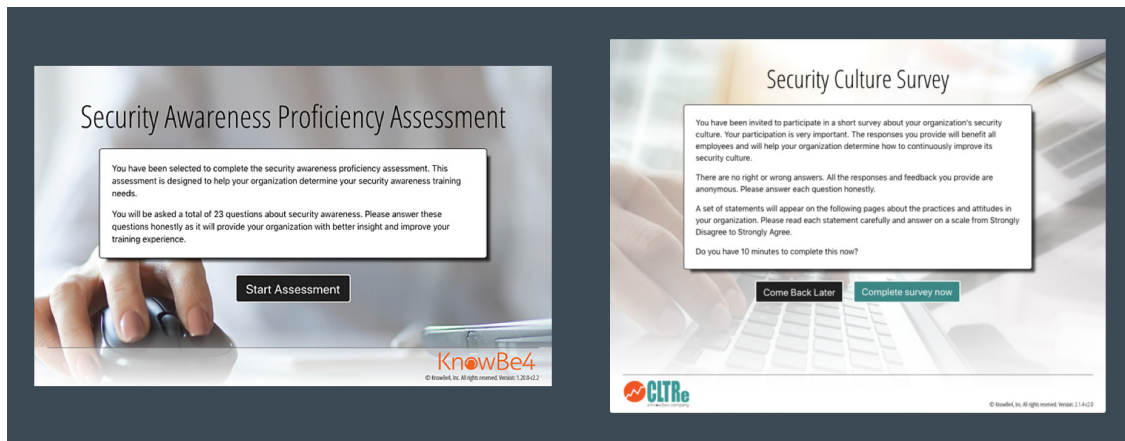 Security Awareness Proficiency Assessment
You have been selected to complete the security awareness proficiency assessment. This
assessment is designed to help your organization determine your security awareness training
needs.
You will be asked a total of 23 questions about security awareness. Please answer these
questions honestly as it will provide your organization with better insight and improve your
training experience.
Start Assessment
KnowBe4
© KnowBe4, Inc. All rights reserved. Version: 1.20.0-c2.2
Security Culture Survey
You have been invited to participate in a short survey about your organization's security
culture. Your participation is very important. The responses you provide will benefit all
employees and will help your organization determine how to continuously improve its
security culture.
There are no right or wrong answers. All the responses and feedback you provide are
anonymous. Please answer each question honestly.
A set of statements will appear on the following pages about the practices and attitudes in
your organization. Please read each statement carefully and answer on a scale from Strongly
Disagree to Strongly Agree.
Do you have 10 minutes to complete this now?
Come Back Later
Complete survey now
CLTRe
a KnowBe4 company
© KnowBe4, Inc. All rights reserved. Version: 2.1.4-c2.0